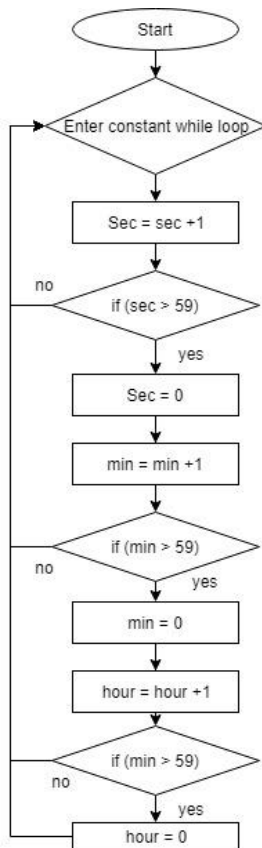 Start
Enter constant while loop
Sec = sec +1
no
if (sec > 59)
yes
Sec = 0
min = min +1
if (min > 59)
no
yes
min = 0
hour = hour +1
if (min > 59)
no
yes
hour = 0